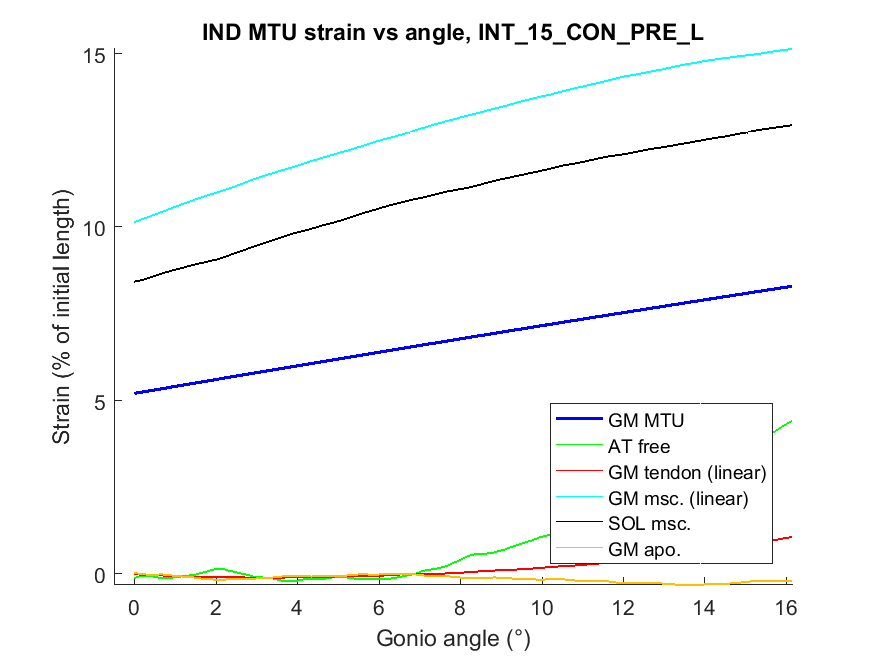 IND MTU strain vs angle, INT_15_CON_PRE_L
Strain (% of initial length)
15
10
5
0
GM MTU
AT free
GM tendon (linear)
GM msc. (linear)
SOL msc.
GM apo.
0 2 4 6 8 10 12 14 16
Gonio angle (°)